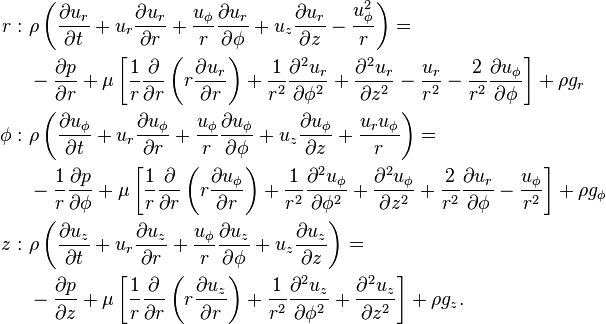 r : ρ(∂u_r/∂t + u_r ∂u_r/∂r + u_ϕ/r ∂u_r/∂ϕ + u_z ∂u_r/∂z − u_ϕ²/r) =
−∂p/∂r + μ[1/r ∂/∂r(r ∂u_r/∂r) + 1/r² ∂²u_r/∂ϕ² + ∂²u_r/∂z² − u_r/r² − 2/r² ∂u_ϕ/∂ϕ] + ρg_r
ϕ : ρ(∂u_ϕ/∂t + u_r ∂u_ϕ/∂r + u_ϕ/r ∂u_ϕ/∂ϕ + u_z ∂u_ϕ/∂z + u_r u_ϕ/r) =
−1/r ∂p/∂ϕ + μ[1/r ∂/∂r(r ∂u_ϕ/∂r) + 1/r² ∂²u_ϕ/∂ϕ² + ∂²u_ϕ/∂z² + 2/r² ∂u_r/∂ϕ − u_ϕ/r²] + ρg_ϕ
z : ρ(∂u_z/∂t + u_r ∂u_z/∂r + u_ϕ/r ∂u_z/∂ϕ + u_z ∂u_z/∂z) =
−∂p/∂z + μ[1/r ∂/∂r(r ∂u_z/∂r) + 1/r² ∂²u_z/∂ϕ² + ∂²u_z/∂z²] + ρg_z.